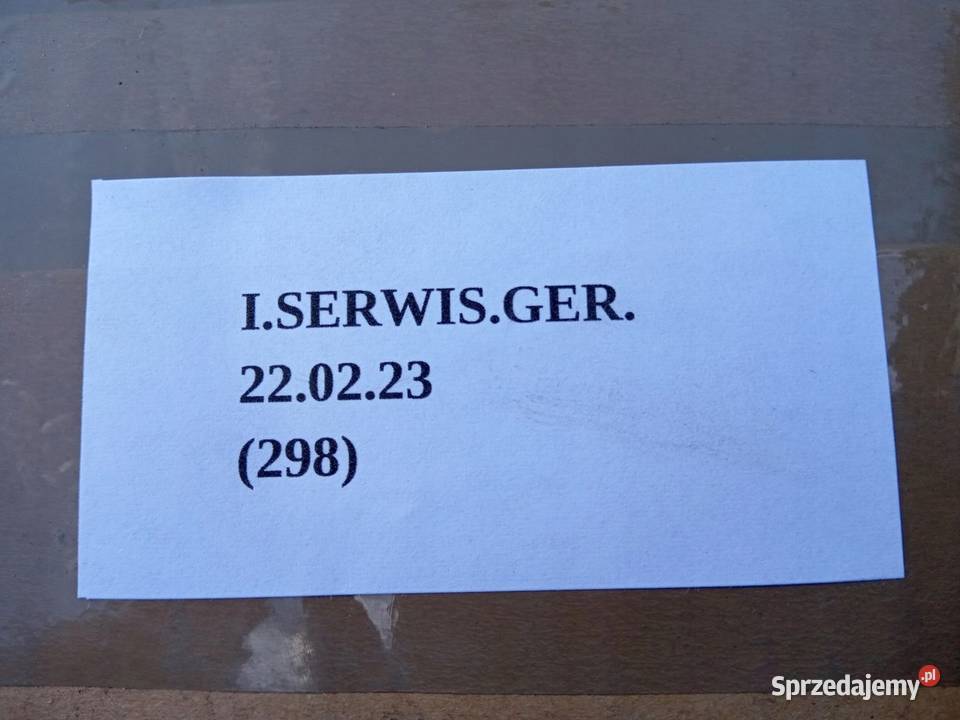 I.SERWIS.GER.
22.02.23
(298)
Sprzedajemy.pl